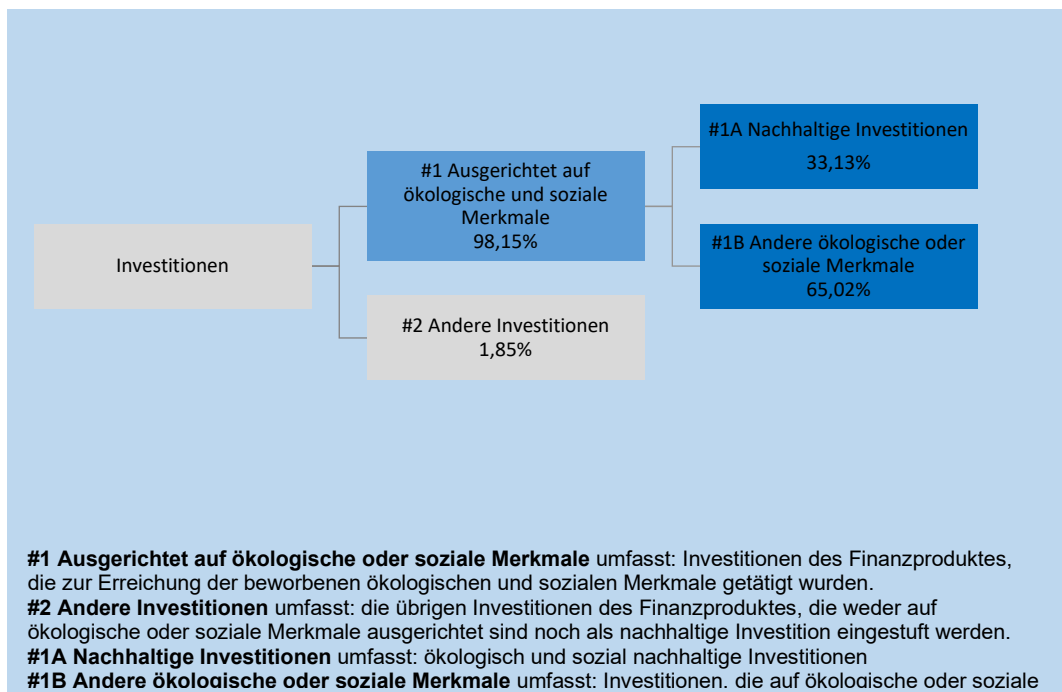 #1A Nachhaltige Investitionen
33,13%
#1 Ausgerichtet auf
ökologische und soziale
Merkmale
98,15%
#1B Andere ökologische oder
soziale Merkmale
65,02%
Investitionen
#2 Andere Investitionen
1,85%
#1 Ausgerichtet auf ökologische oder soziale Merkmale umfasst: Investitionen des Finanzproduktes,
die zur Erreichung der beworbenen ökologischen und sozialen Merkmale getätigt wurden.
#2 Andere Investitionen umfasst: die übrigen Investitionen des Finanzproduktes, die weder auf
ökologische oder soziale Merkmale ausgerichtet sind noch als nachhaltige Investition eingestuft werden.
#1A Nachhaltige Investitionen umfasst: ökologisch und sozial nachhaltige Investitionen
#1B Andere ökologische oder soziale Merkmale umfasst: Investitionen, die auf ökologische oder soziale